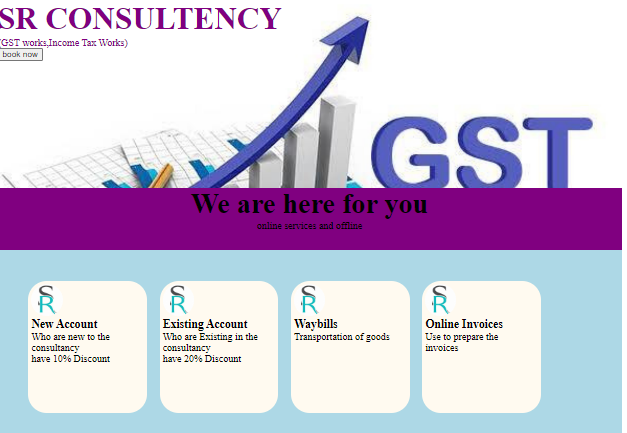 SR CONSULTENCY
(GST works,Income Tax Works)
book now
GST
We are here for you
online services and offline
SR
New Account
Who are new to the
consultancy
have 10% Discount
SR
Existing Account
Who are Existing in the
consultancy
have 20% Discount
SR
Waybills
Transportation of goods
SR
Online Invoices
Use to prepare the
invoices